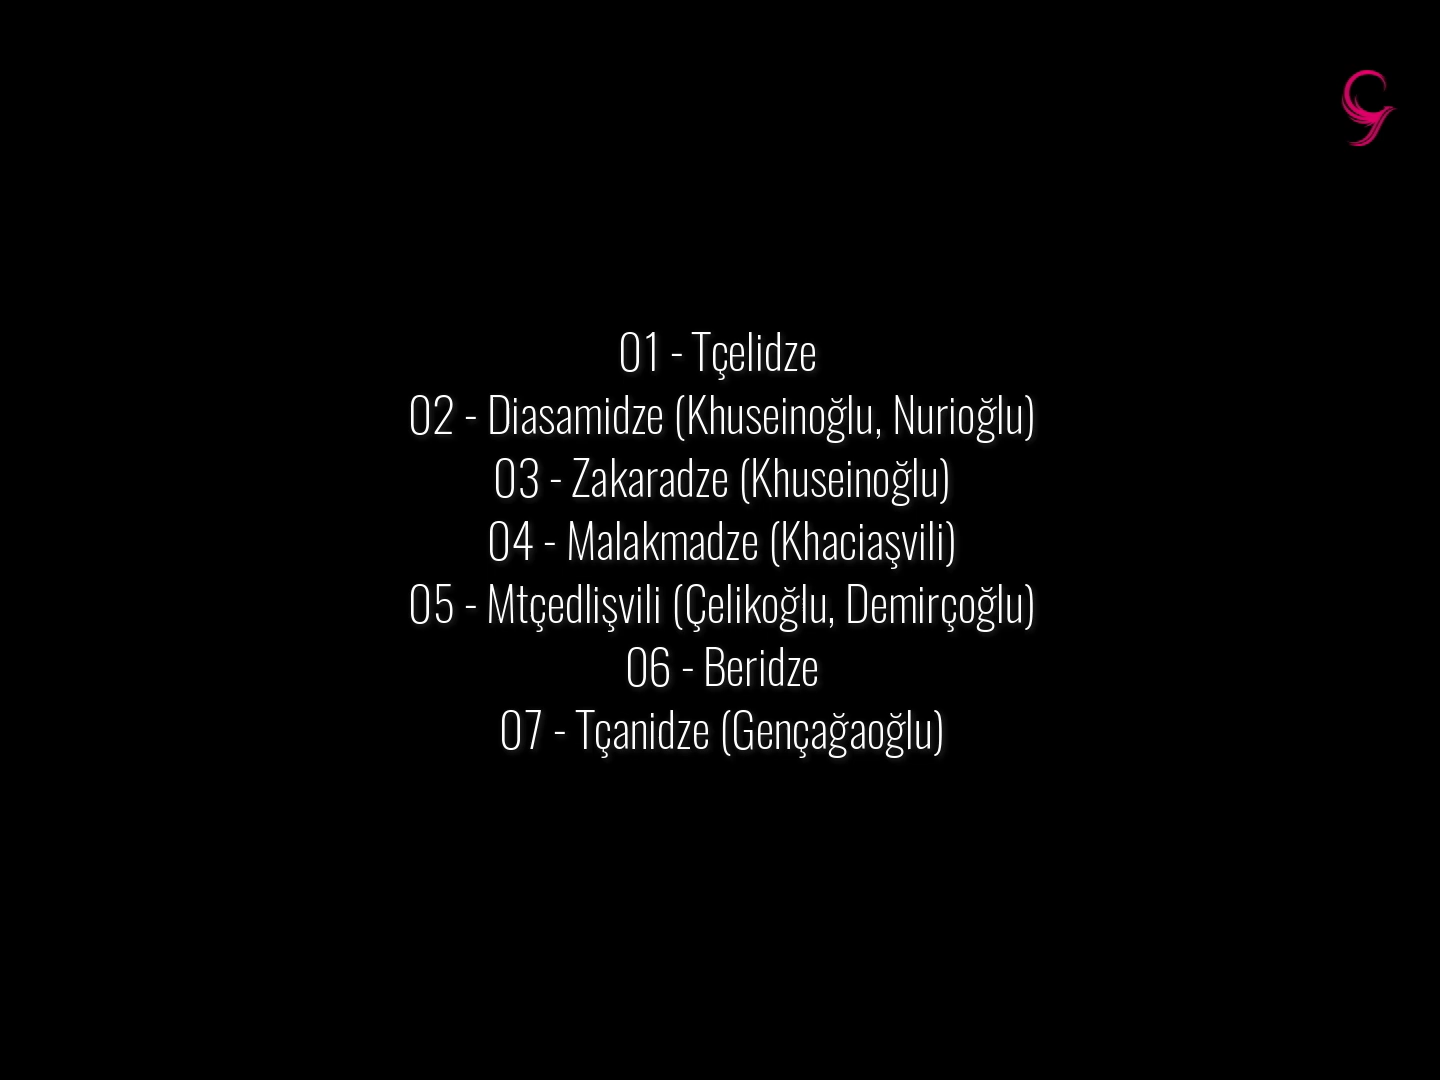 01 - Tçelidze
02 - Diasamidze (Khuseinoğlu, Nurioğlu)
03 - Zakaradze (Khuseinoğlu)
04 - Malakmadze (Khaciaşvili)
05 - Mtçedlişvili (Çelikoğlu, Demirçoğlu)
06 - Beridze
07 - Tçanidze (Gençağaoğlu)